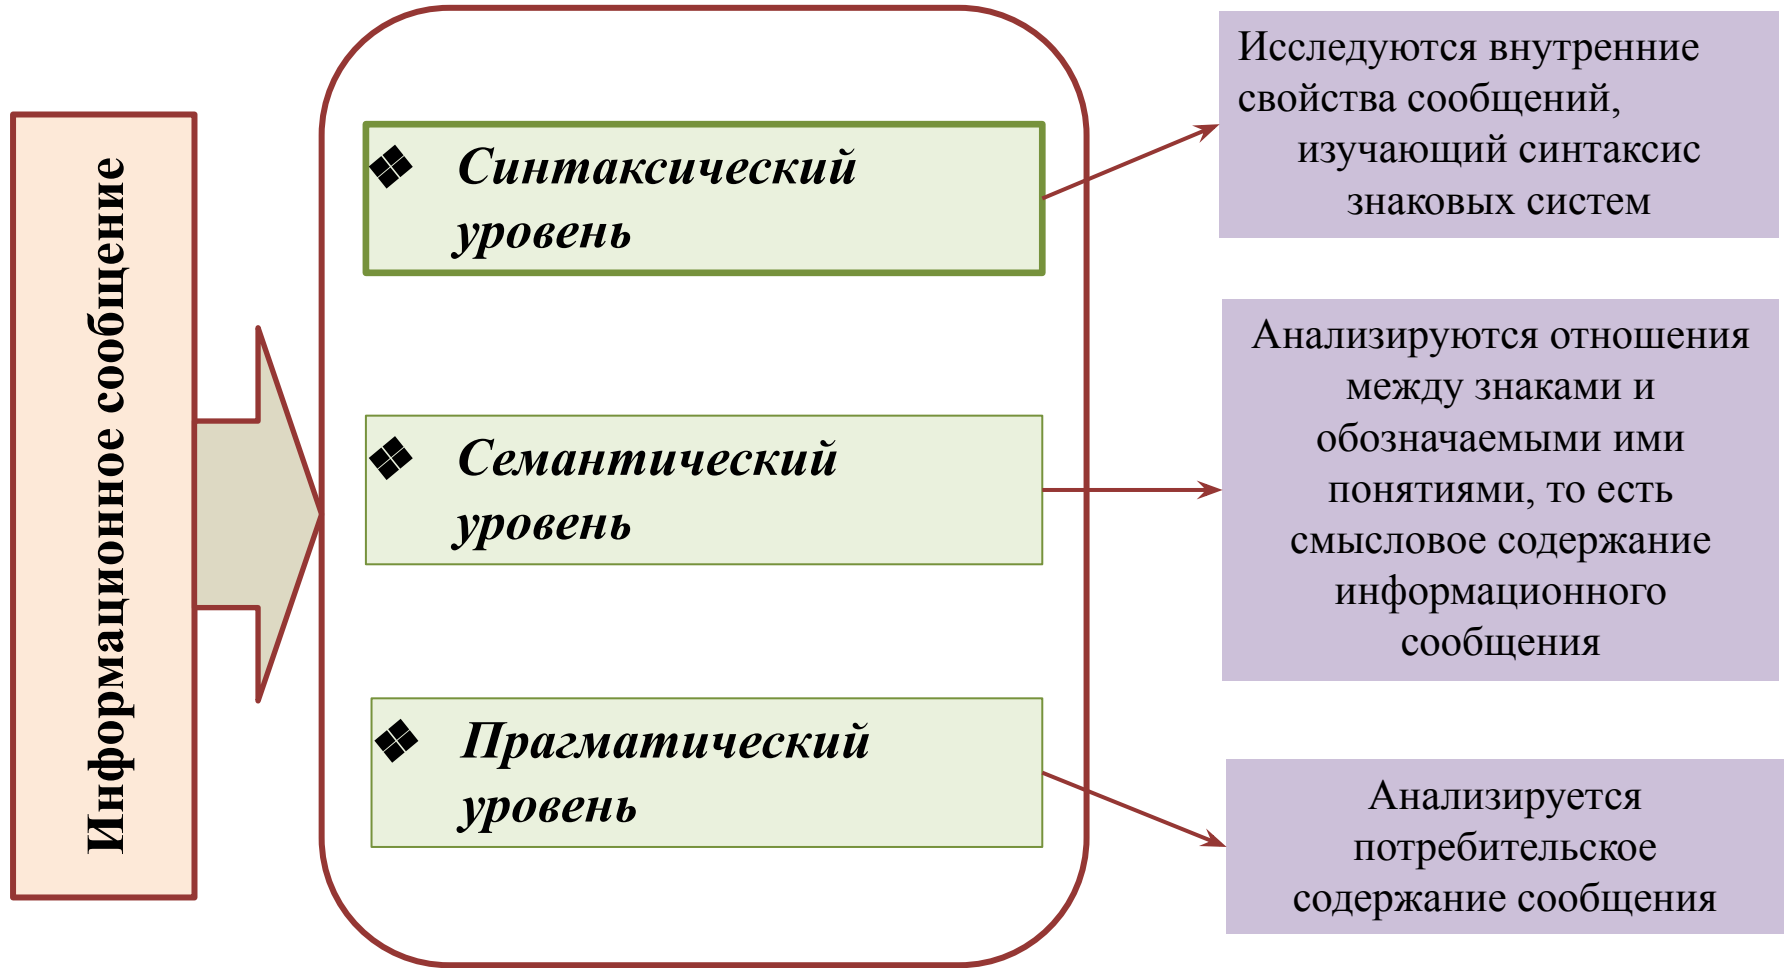 Информационное сообщение
❖ Синтаксический
уровень
Исследуются внутренние
свойства сообщений,
изучающий синтаксис
знаковых систем
❖ Семантический
уровень
Анализируются отношения
между знаками и
обозначаемыми ими
понятиями, то есть
смысловое содержание
информационного
сообщения
❖ Прагматический
уровень
Анализируется
потребительское
содержание сообщения